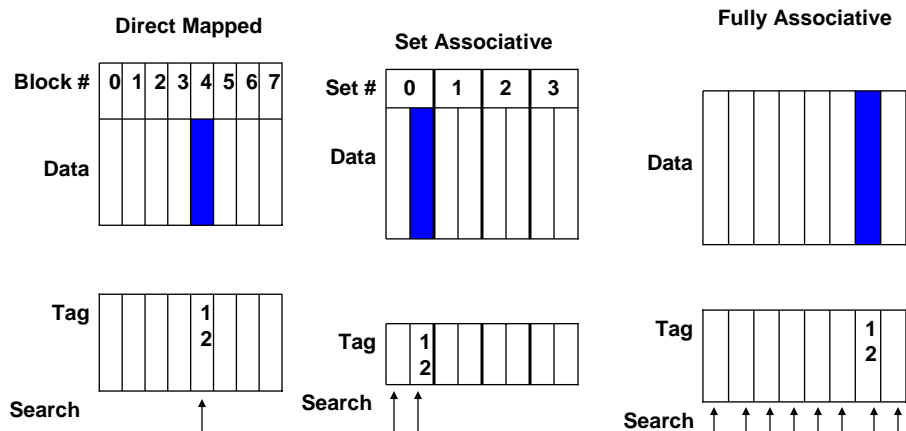 Direct Mapped
Block # 0 1 2 3 4 5 6 7
Data
Tag 1
2
Search
Set Associative
Set # 0 1 2 3
Data
Tag 1
2
Search
Fully Associative
Data
Tag 1
2
Search